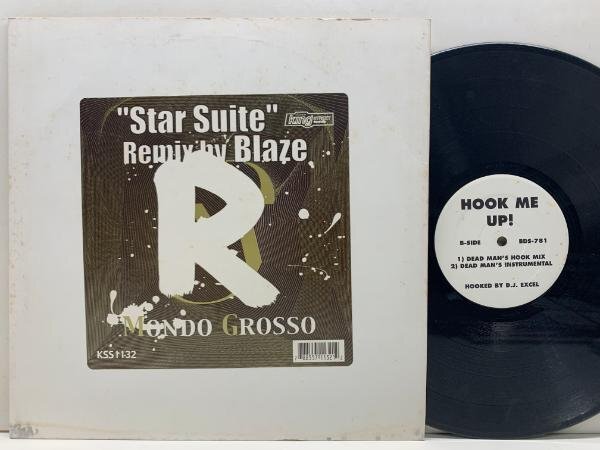 "Star Suite"
king
Remix by Blaze
R
MONDO GROSSO
KSS 1132
HOOK ME
UP!
B-SIDE BDS-781
1) DEAD MAN'S HOOK MIX
2) DEAD MAN'S INSTRUMENTAL
HOOKED BY D.J. EXCEL